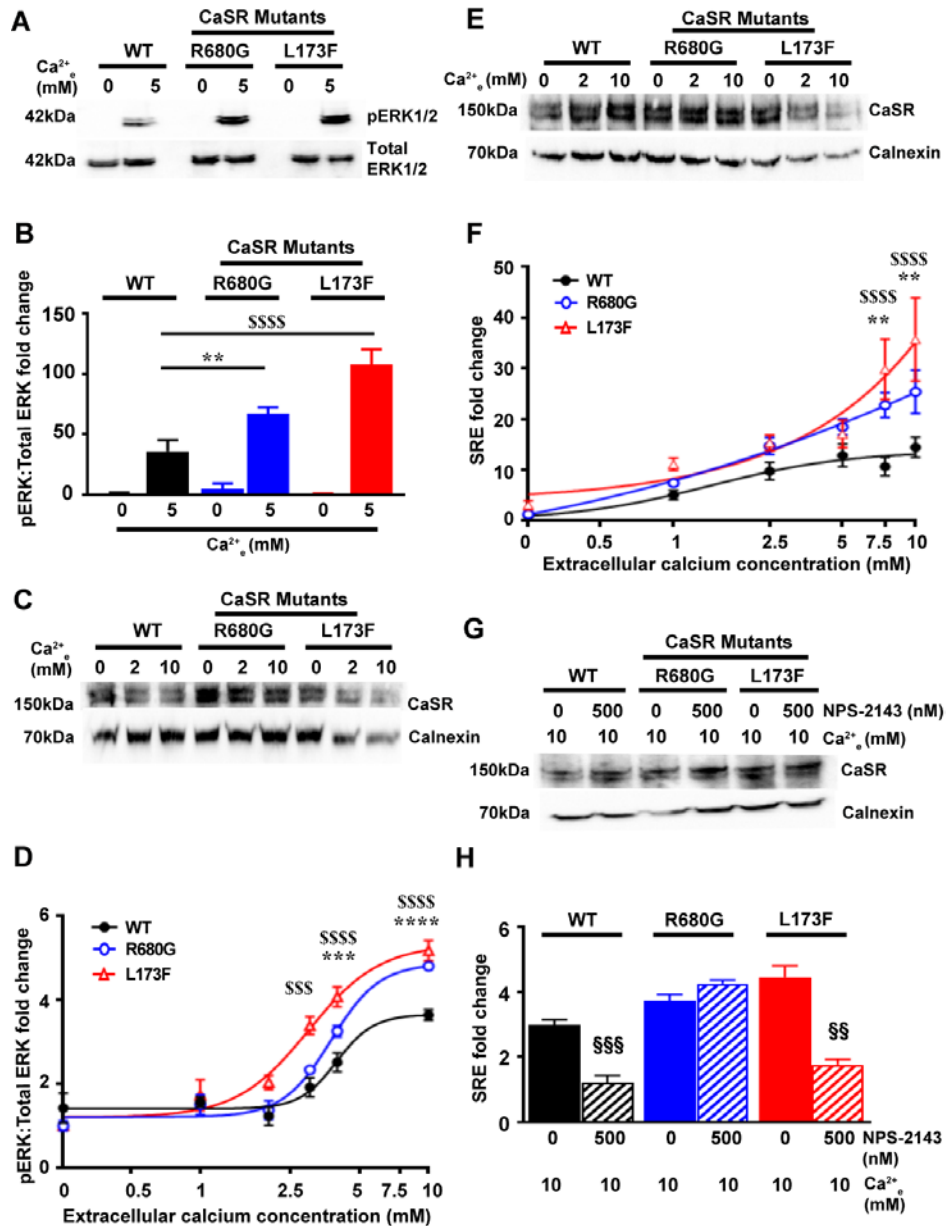 A
CaSR Mutants
WT R680G L173F
Ca²⁺e (mM) 0 5 0 5 0 5
42kDa pERK1/2
42kDa Total ERK1/2
B
CaSR Mutants
WT R680G L173F
pERK:Total ERK fold change
150
100
50
0
$$$$
**
0 5 0 5 0 5
Ca²⁺e (mM)
C
CaSR Mutants
WT R680G L173F
Ca²⁺e (mM) 0 2 10 0 2 10 0 2 10
150kDa CaSR
70kDa Calnexin
D
pERK:Total ERK fold change
6
4
2
0
WT
R680G
L173F
$$$
$$$$
***
$$$$
****
0 0.5 1 2.5 5 10
Extracellular calcium concentration (mM)
E
CaSR Mutants
WT R680G L173F
Ca²⁺e (mM) 0 2 10 0 2 10 0 2 10
150kDa CaSR
70kDa Calnexin
F
SRE fold change
50
40
30
20
10
0
WT
R680G
L173F
$$$$
**
$$$$
**
0 0.5 1 2.5 5 7.5 10
Extracellular calcium concentration (mM)
G
CaSR Mutants
WT R680G L173F
0 500 0 500 0 500 NPS-2143 (nM)
10 10 10 10 10 10 Ca²⁺e (mM)
150kDa CaSR
70kDa Calnexin
H
WT R680G L173F
SRE fold change
6
4
2
0
§§§
§§
0 500 0 500 0 500 NPS-2143 (nM)
10 10 10 10 10 10 Ca²⁺e (mM)